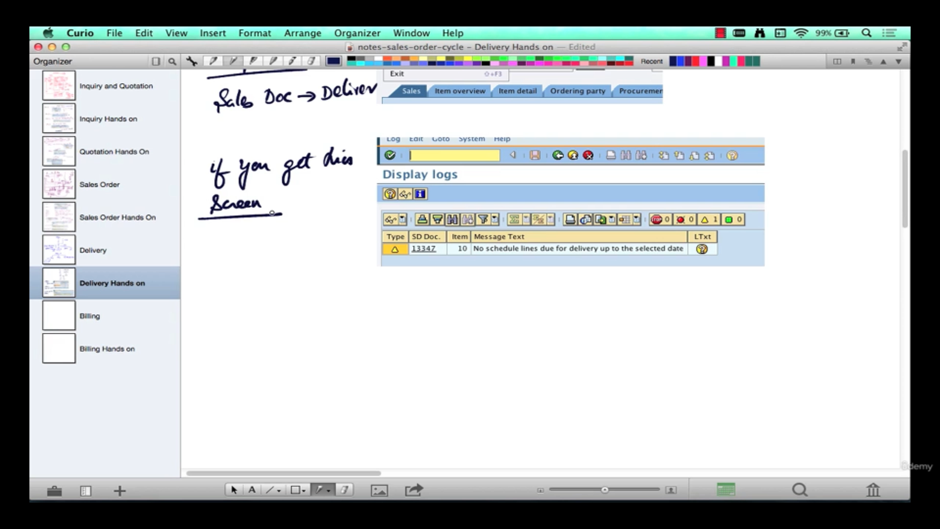 Curio File Edit View Insert Format Arrange Organizer Window Help 99%
notes-sales-order-cycle - Delivery Hands on — Edited
Organizer Recent
Inquiry and Quotation
Inquiry Hands on
Quotation Hands On
Sales Order
Sales Order Hands On
Delivery
Delivery Hands on
Billing
Billing Hands on
Exit ⇧+F3
Sales Doc → Deliver
Sales Item overview Item detail Ordering party Procuremen
Log Edit Goto System Help
if you get this
Screen
Display logs
0 0 1 0
Type SD Doc. Item Message Text LTxt
13347 10 No schedule lines due for delivery up to the selected date
ûdemy